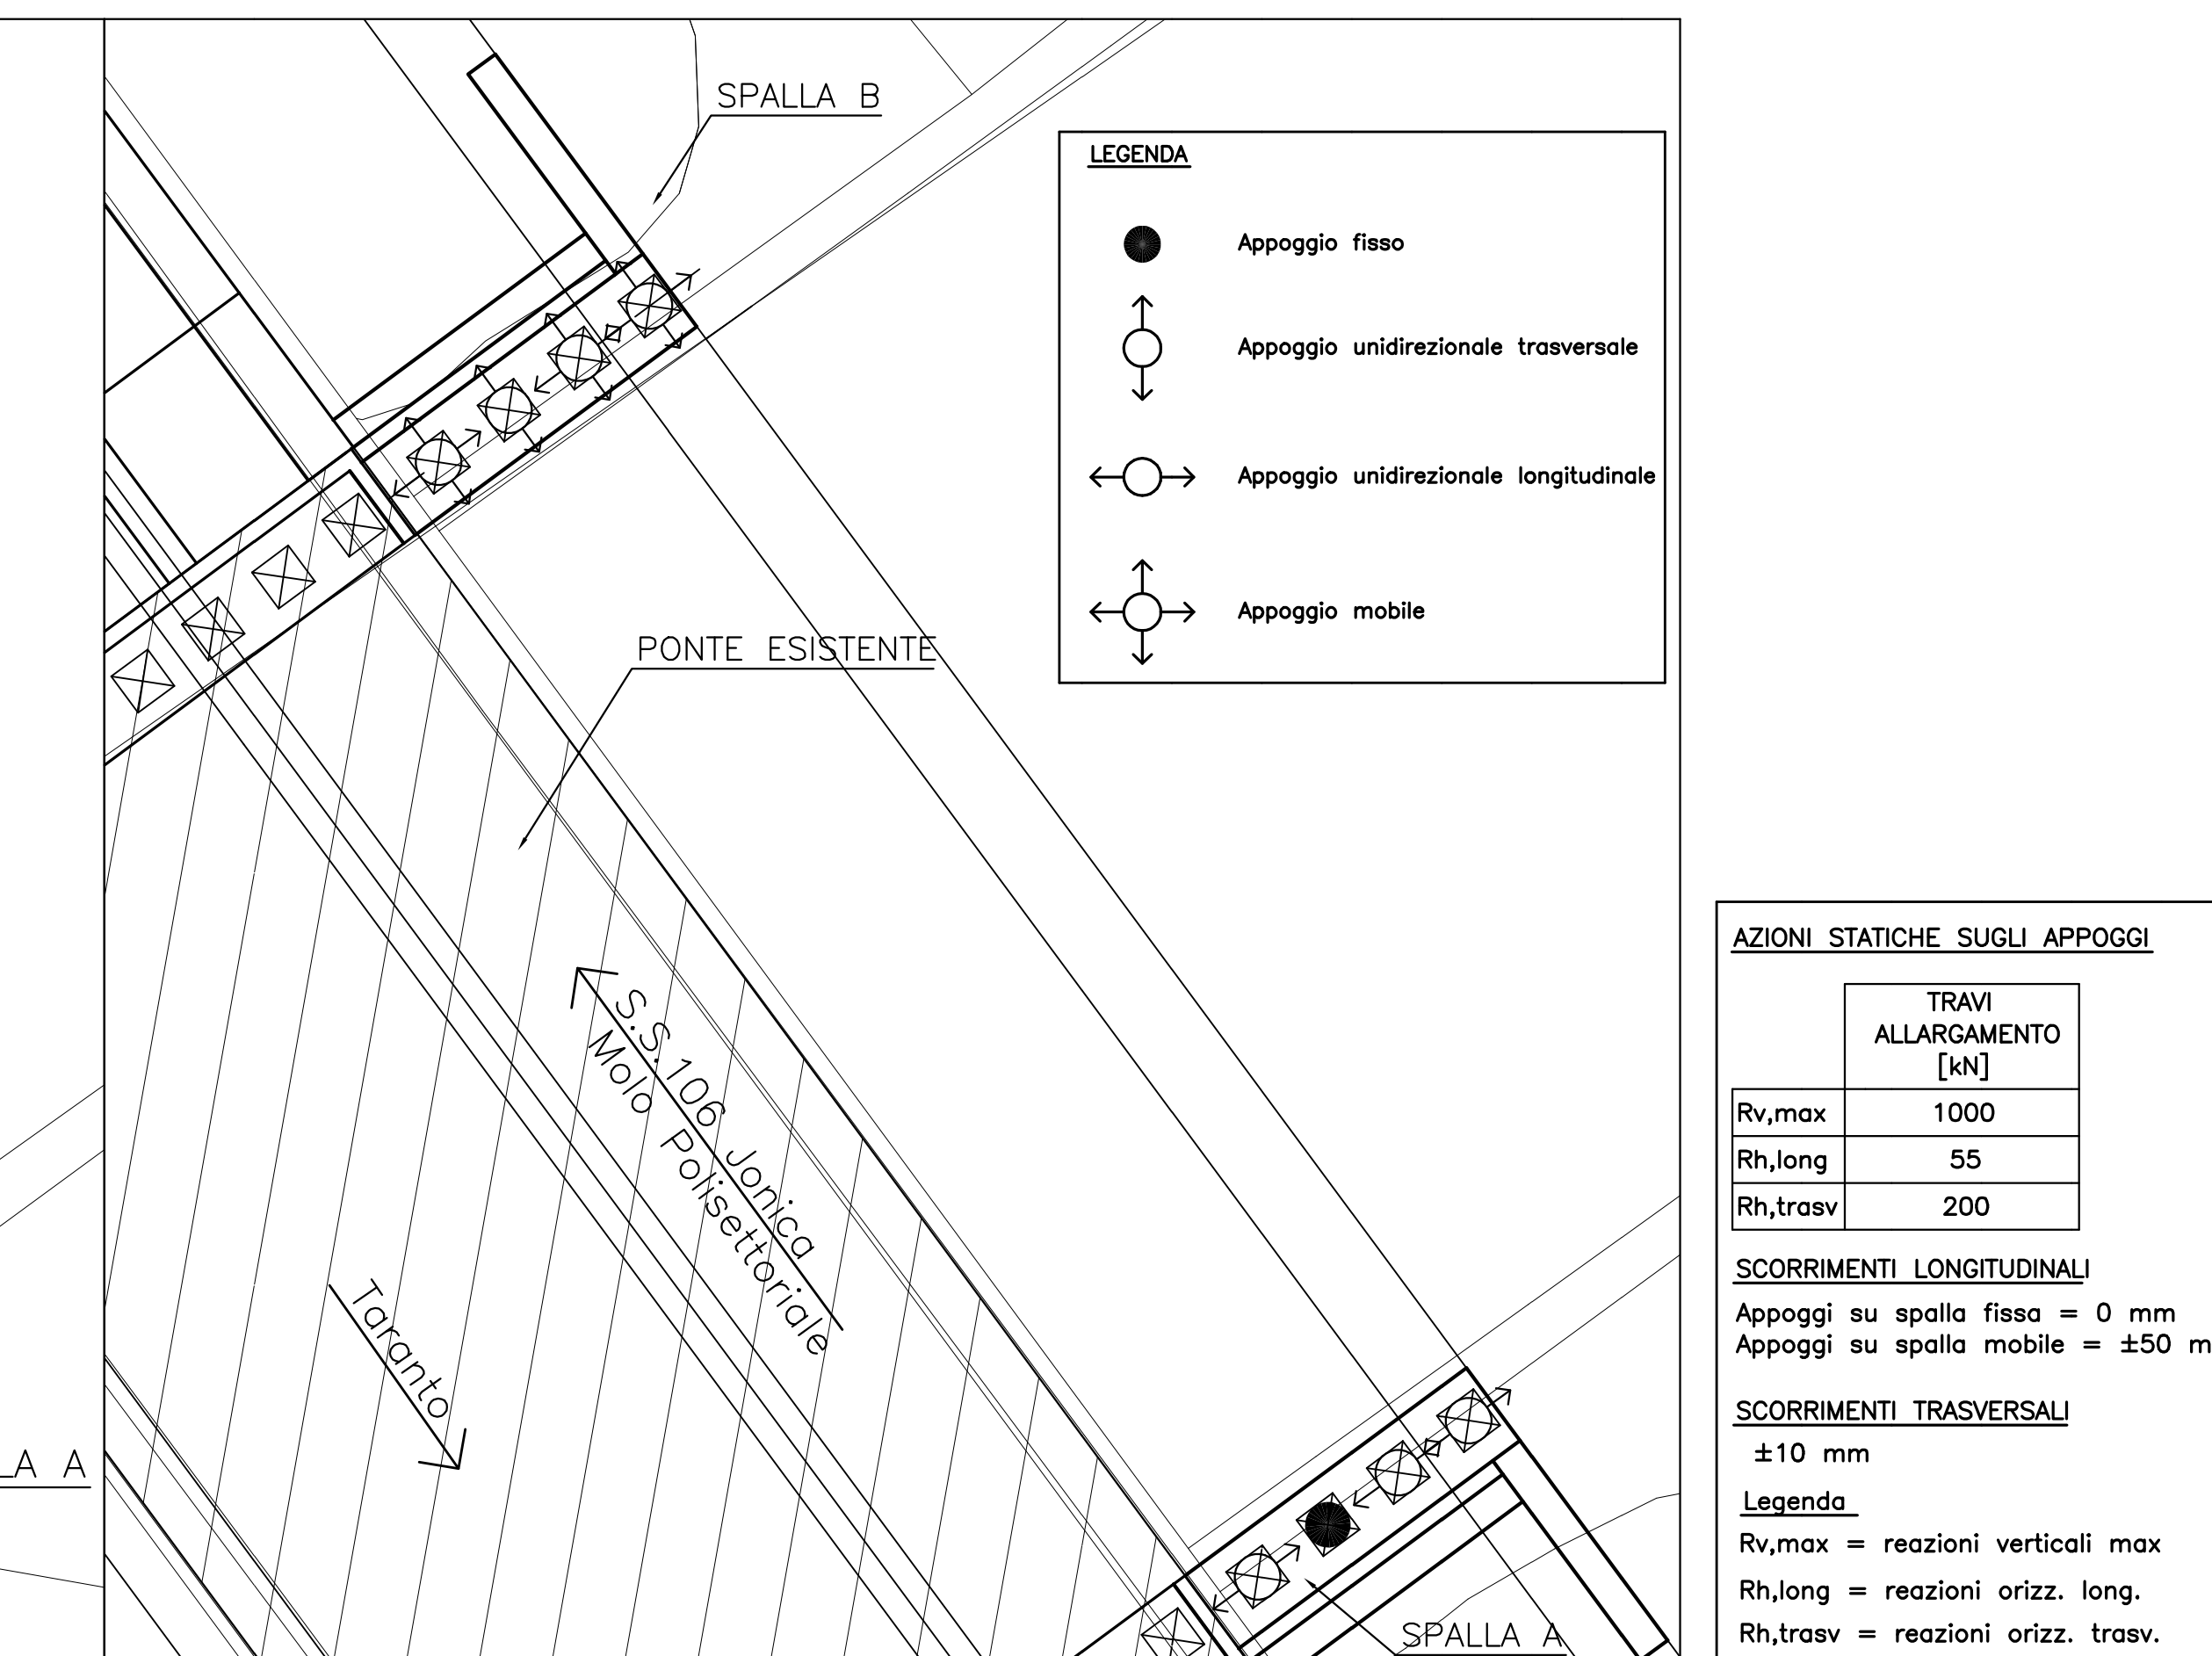 SPALLA B
LEGENDA
Appoggio fisso
Appoggio unidirezionale trasversale
Appoggio unidirezionale longitudinale
Appoggio mobile
PONTE ESISTENTE
S.S. 106 Jonica
Molo Polisettoriale
Taranto
LA A
SPALLA A
AZIONI STATICHE SUGLI APPOGGI
TRAVI
ALLARGAMENTO
[kN]
Rv,max 1000
Rh,long 55
Rh,trasv 200
SCORRIMENTI LONGITUDINALI
Appoggi su spalla fissa = 0 mm
Appoggi su spalla mobile = ±50 m
SCORRIMENTI TRASVERSALI
±10 mm
Legenda
Rv,max = reazioni verticali max
Rh,long = reazioni orizz. long.
Rh,trasv = reazioni orizz. trasv.